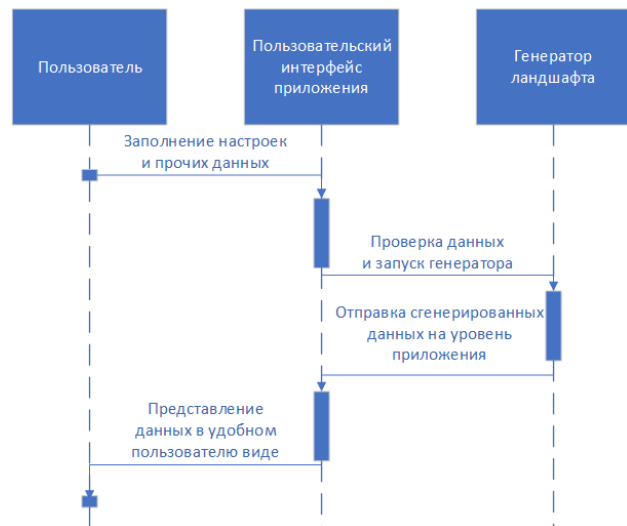 Пользователь
Пользовательский
интерфейс
приложения
Генератор
ландшафта
Заполнение настроек
и прочих данных
Проверка данных
и запуск генератора
Отправка сгенерированных
данных на уровень
приложения
Представление
данных в удобном
пользователю виде